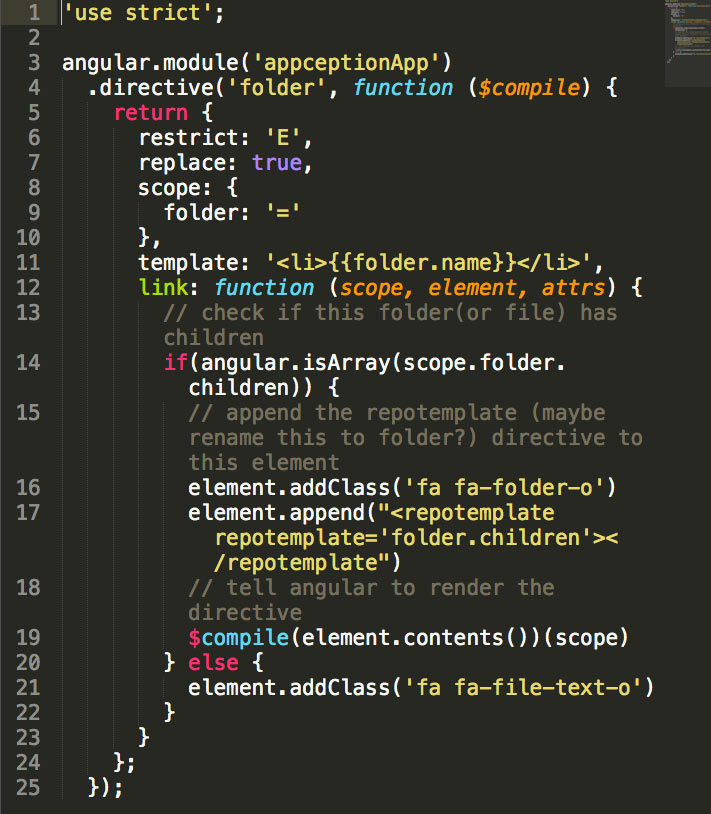 1 'use strict';
2
3 angular.module('appceptionApp')
4 .directive('folder', function ($compile) {
5 return {
6 restrict: 'E',
7 replace: true,
8 scope: {
9 folder: '='
10 },
11 template: '<li>{{folder.name}}</li>',
12 link: function (scope, element, attrs) {
13 // check if this folder(or file) has
children
14 if(angular.isArray(scope.folder.
children)) {
15 // append the repotemplate (maybe
rename this to folder?) directive to
this element
16 element.addClass('fa fa-folder-o')
17 element.append("<repotemplate
repotemplate='folder.children'><
/repotemplate")
18 // tell angular to render the
directive
19 $compile(element.contents())(scope)
20 } else {
21 element.addClass('fa fa-file-text-o')
22 }
23 }
24 };
25 });